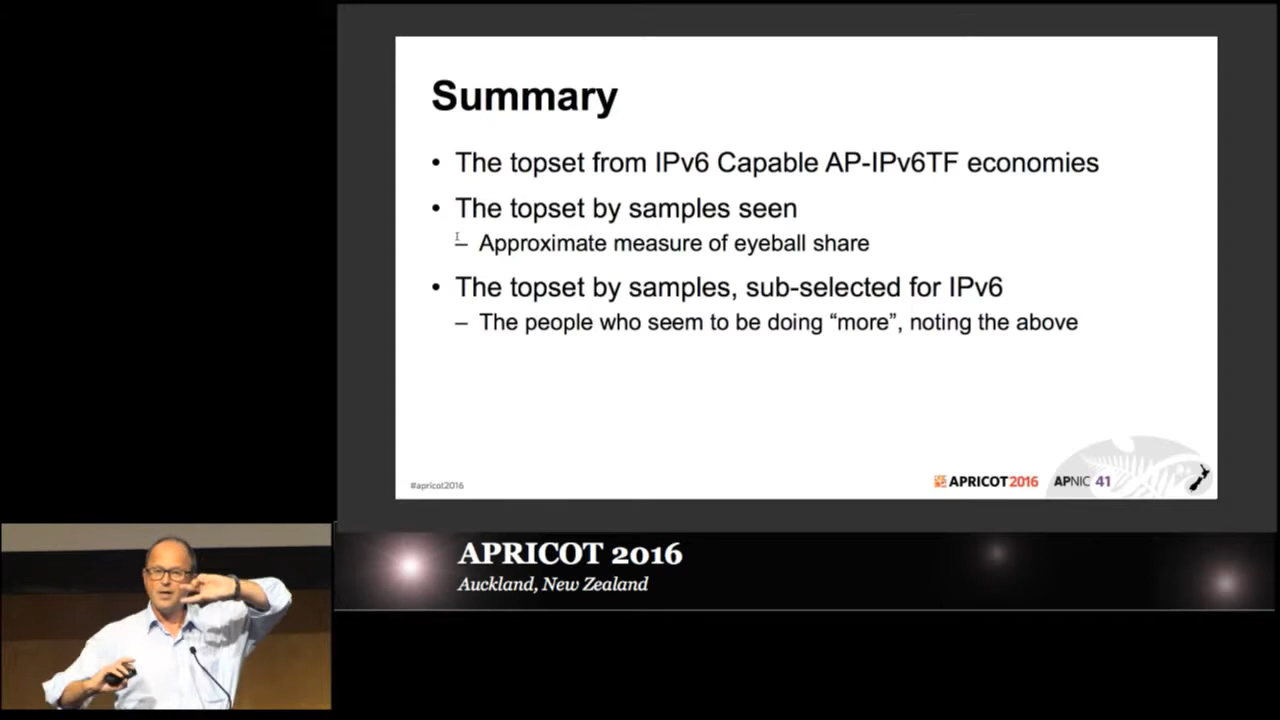 Summary
• The topset from IPv6 Capable AP-IPv6TF economies
• The topset by samples seen
– Approximate measure of eyeball share
• The topset by samples, sub-selected for IPv6
– The people who seem to be doing “more”, noting the above
#apricot2016
APRICOT2016 APNIC 41
APRICOT 2016
Auckland, New Zealand